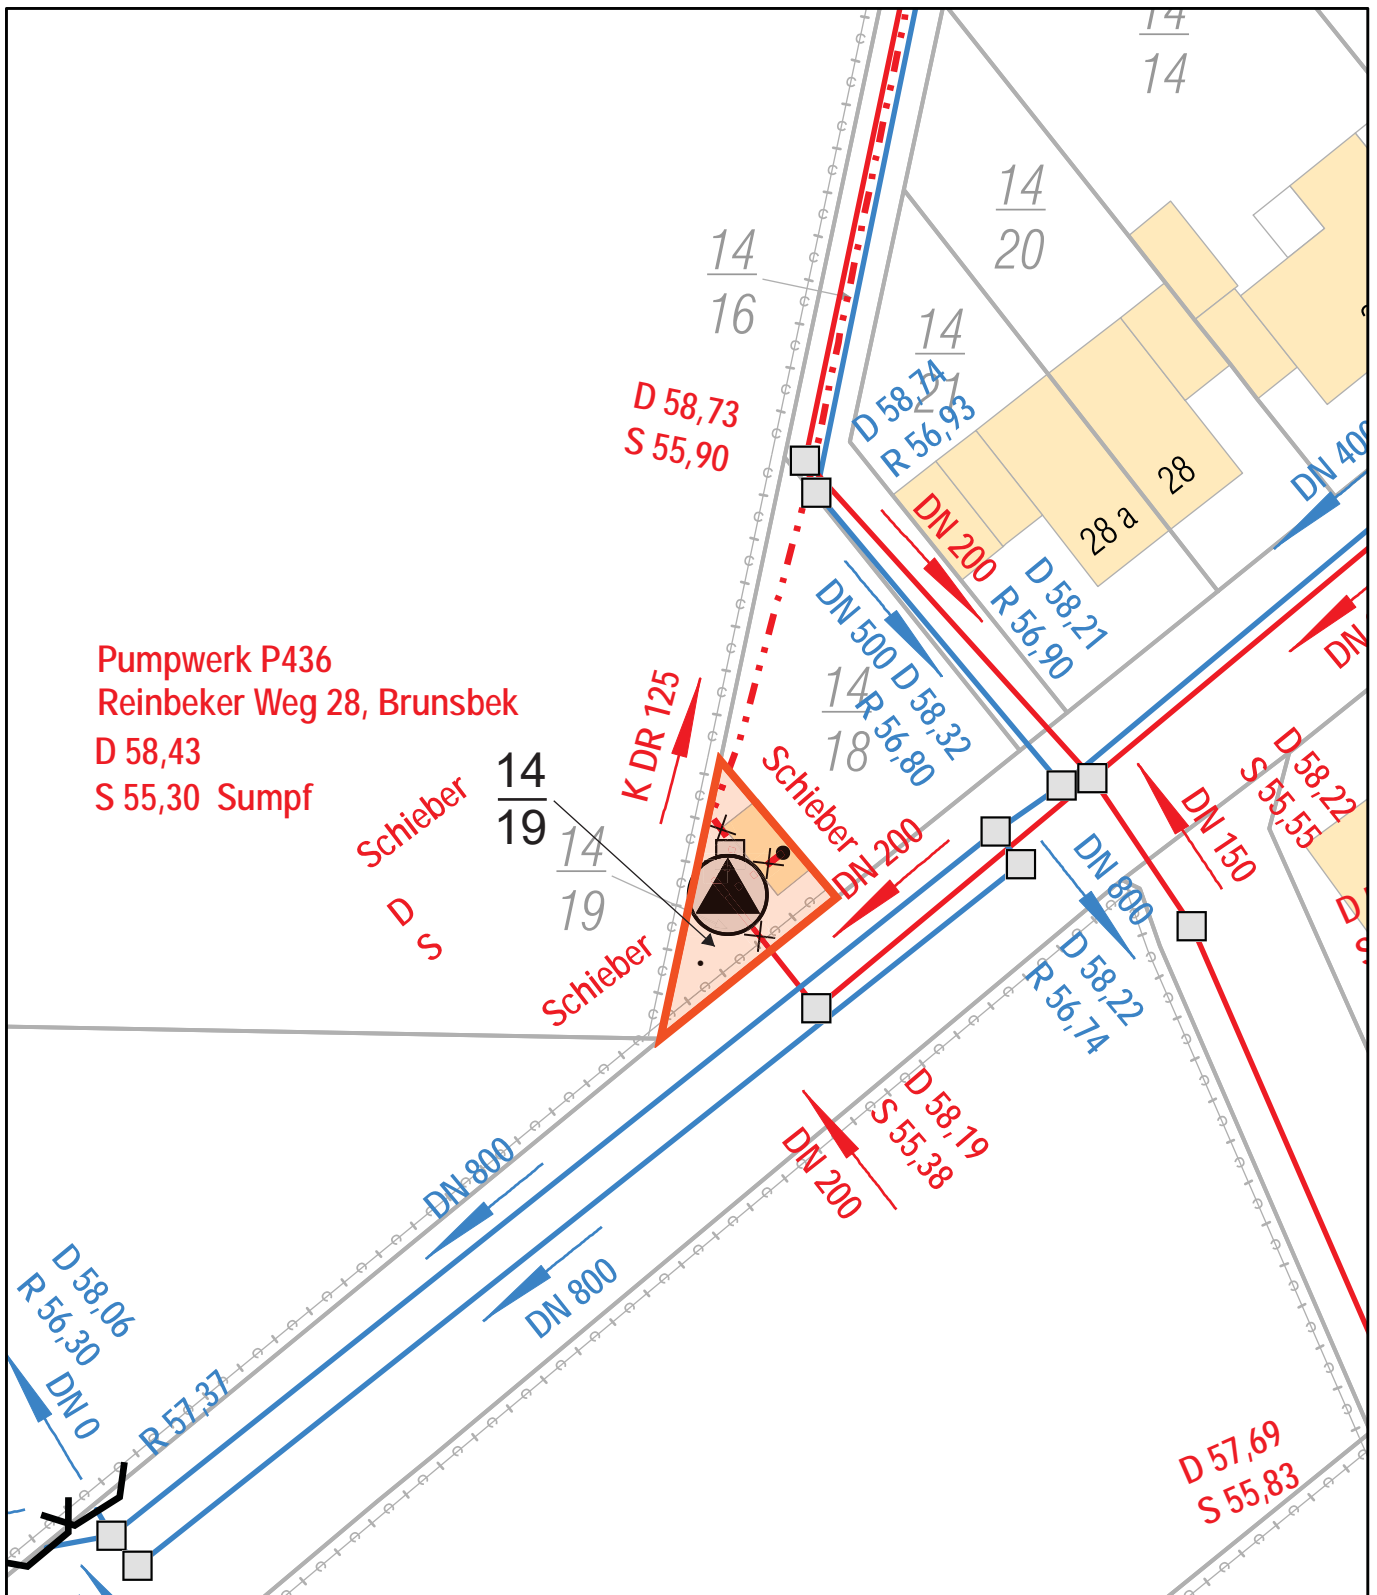 14
14
14
20
14
16
14
21
D 58,74
R 56,93
D 58,73
S 55,90
28
28 a
DN 400
DN 200
D 58,21
R 56,90
DN 500
D 58,32
R 56,80
DN
14
18
Pumpwerk P436
Reinbeker Weg 28, Brunsbek
D 58,43
S 55,30 Sumpf
K DR 125
Schieber
14
19
Schieber
14
19
DN 200
D 58,22
S 55,55
DN 150
DN 800
D
S
Schieber
D 58,22
R 56,74
D
D 58,19
S 55,38
DN 200
DN 800
DN 800
D 58,06
R 56,30
DN 0
R 57,37
D 57,69
S 55,83